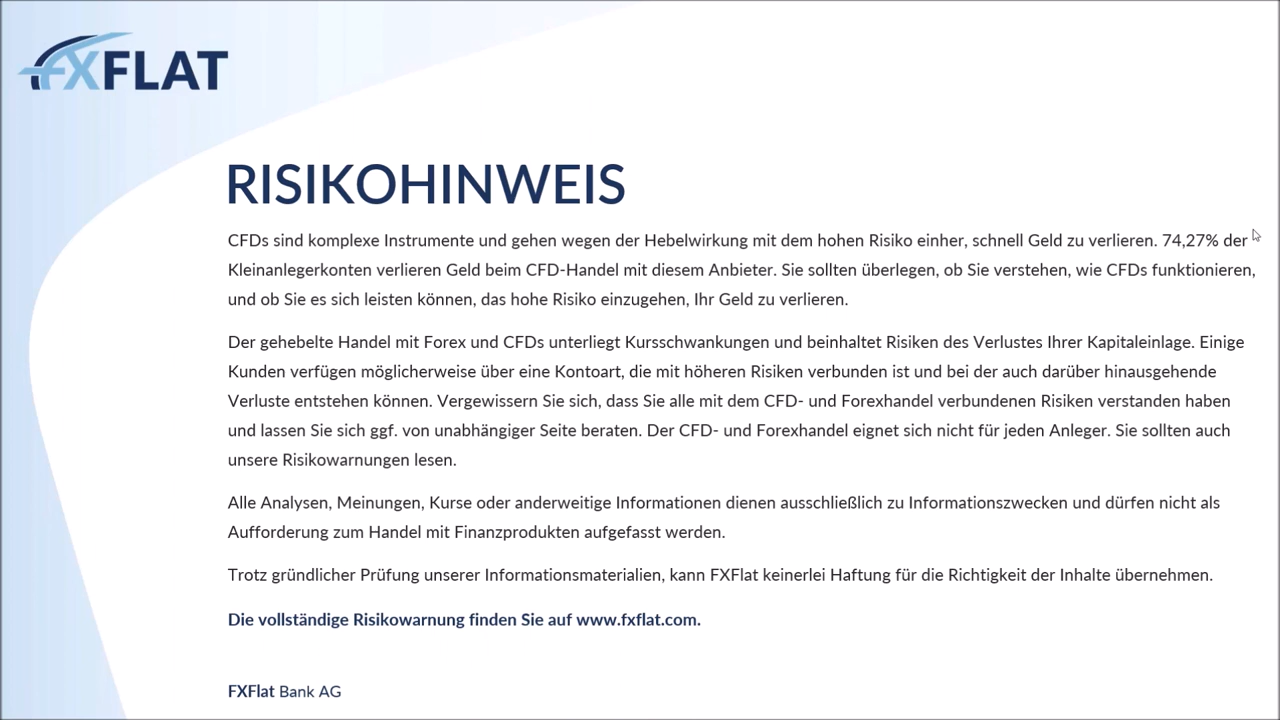 FXFLAT
RISIKOHINWEIS
CFDs sind komplexe Instrumente und gehen wegen der Hebelwirkung mit dem hohen Risiko einher, schnell Geld zu verlieren. 74,27% der
Kleinanlegerkonten verlieren Geld beim CFD-Handel mit diesem Anbieter. Sie sollten überlegen, ob Sie verstehen, wie CFDs funktionieren,
und ob Sie es sich leisten können, das hohe Risiko einzugehen, Ihr Geld zu verlieren.
Der gehebelte Handel mit Forex und CFDs unterliegt Kursschwankungen und beinhaltet Risiken des Verlustes Ihrer Kapitaleinlage. Einige
Kunden verfügen möglicherweise über eine Kontoart, die mit höheren Risiken verbunden ist und bei der auch darüber hinausgehende
Verluste entstehen können. Vergewissern Sie sich, dass Sie alle mit dem CFD- und Forexhandel verbundenen Risiken verstanden haben
und lassen Sie sich ggf. von unabhängiger Seite beraten. Der CFD- und Forexhandel eignet sich nicht für jeden Anleger. Sie sollten auch
unsere Risikowarnungen lesen.
Alle Analysen, Meinungen, Kurse oder anderweitige Informationen dienen ausschließlich zu Informationszwecken und dürfen nicht als
Aufforderung zum Handel mit Finanzprodukten aufgefasst werden.
Trotz gründlicher Prüfung unserer Informationsmaterialien, kann FXFlat keinerlei Haftung für die Richtigkeit der Inhalte übernehmen.
Die vollständige Risikowarnung finden Sie auf www.fxflat.com.
FXFlat Bank AG